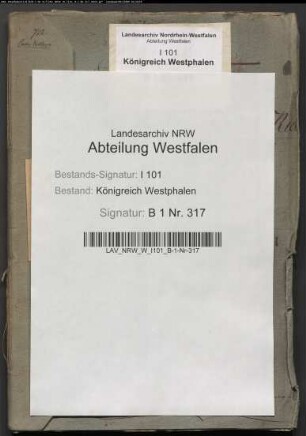 Landesarchiv Nordrhein-Westfalen
Abteilung Westfalen
I 101
Königreich Westphalen
Landesarchiv NRW
Abteilung Westfalen
Bestands-Signatur: I 101
Bestand: Königreich Westphalen
Signatur: B 1 Nr. 317
LAV_NRW_W_I101_B-1-Nr-317